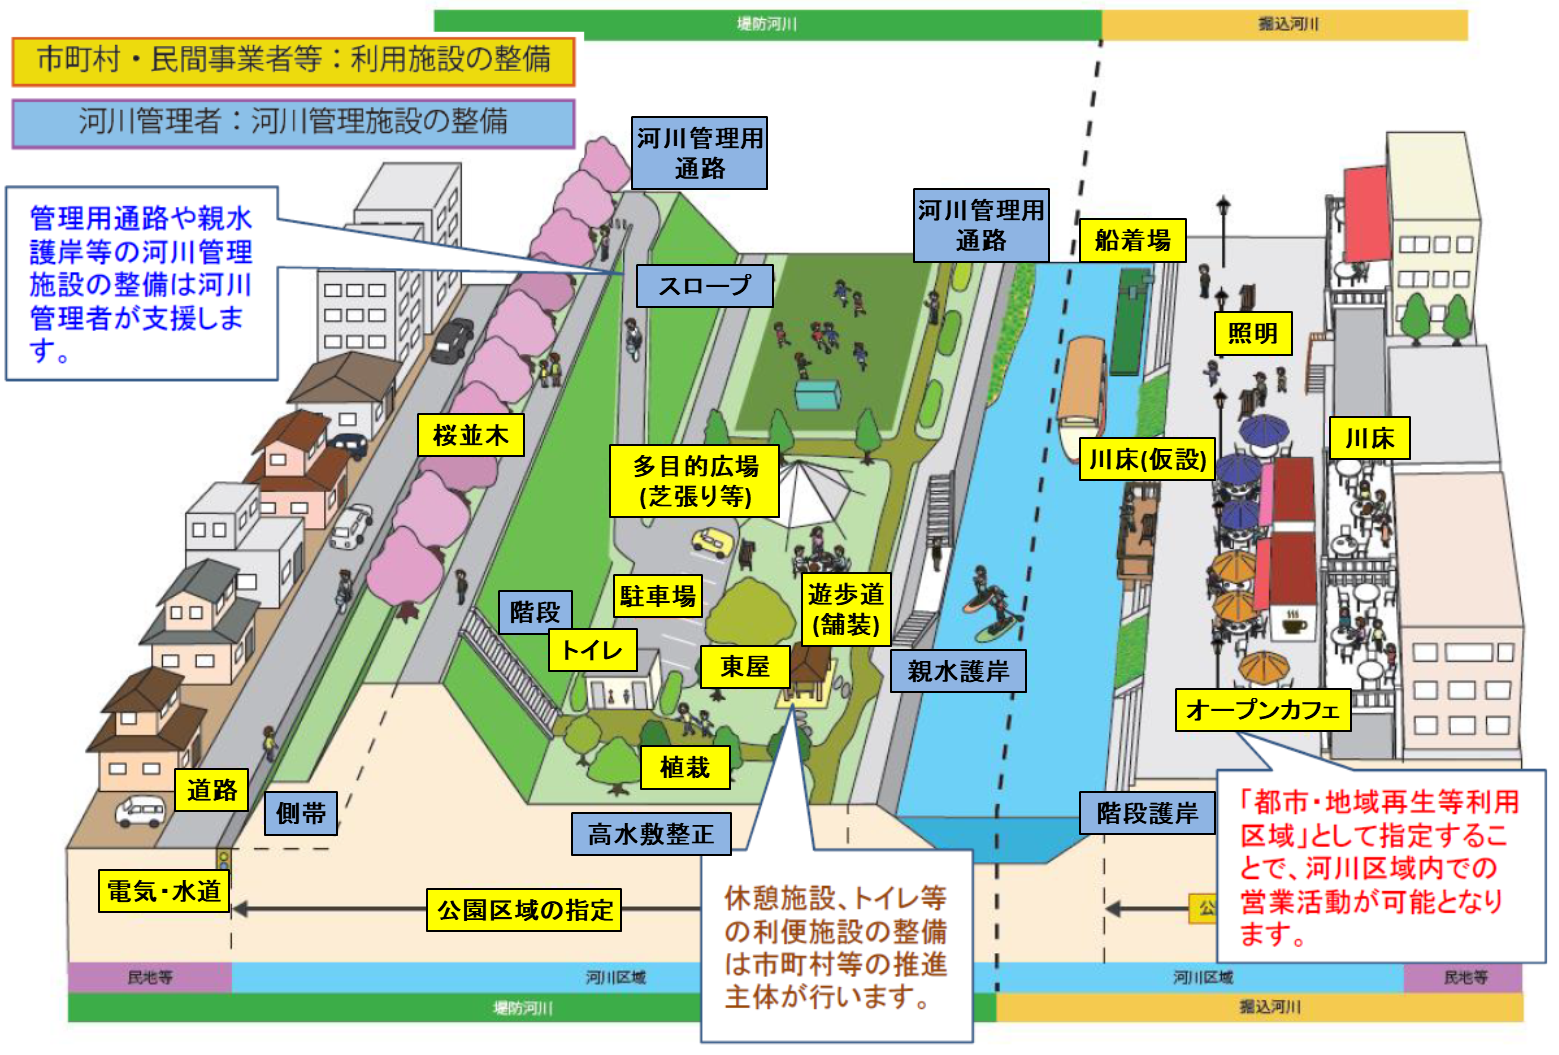 堤防河川
掘込河川
市町村・民間事業者等：利用施設の整備
河川管理者：河川管理施設の整備
河川管理用
通路
管理用通路や親水
護岸等の河川管理
施設の整備は河川
管理者が支援しま
す。
河川管理用
通路
船着場
スロープ
照明
桜並木
川床
多目的広場
(芝張り等)
川床(仮設)
階段
駐車場
遊歩道
(舗装)
トイレ
東屋
親水護岸
オープンカフェ
植栽
道路
側帯
高水敷整正
階段護岸
「都市・地域再生等利用
区域」として指定するこ
とで、河川区域内での
営業活動が可能となり
ます。
電気・水道
公園区域の指定
公
休憩施設、トイレ等
の利便施設の整備
は市町村等の推進
主体が行います。
民地等
河川区域
河川区域
民地等
堤防河川
掘込河川